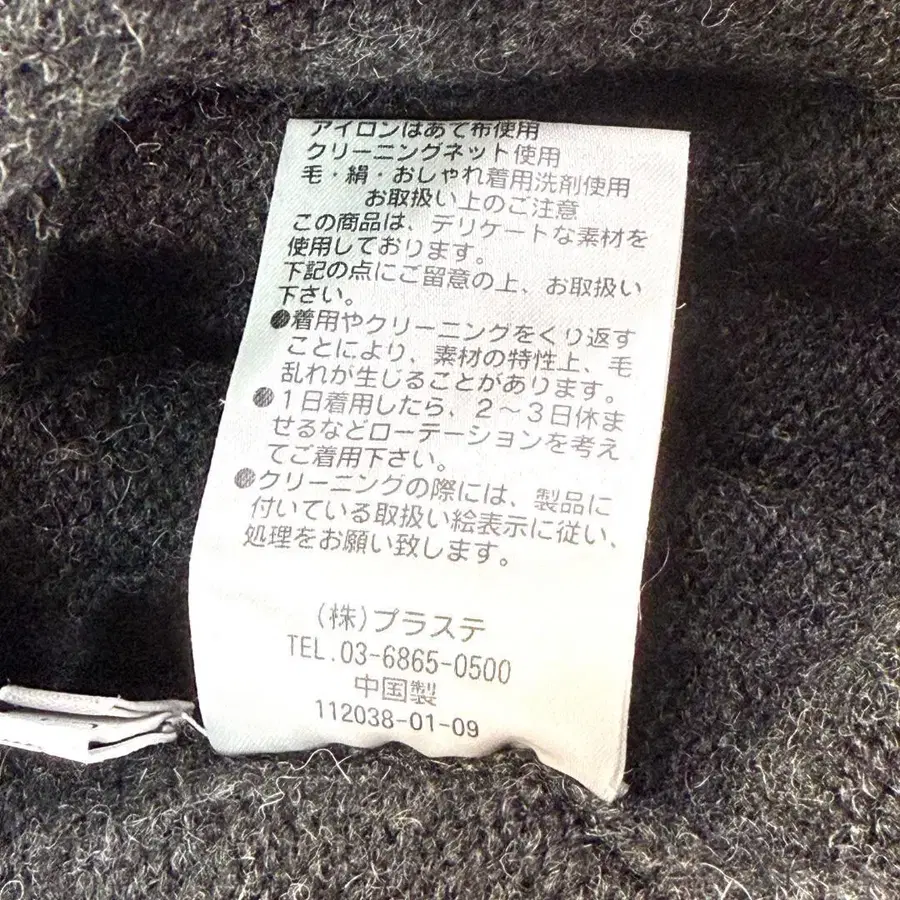 アイロンはあて布使用
クリーニングネット使用
毛・絹・おしゃれ着用洗剤使用
お取扱い上のご注意
この商品は、デリケートな素材を
使用しております。
下記の点にご留意の上、お取扱い
下さい。
●着用やクリーニングをくり返す
ことにより、素材の特性上、毛
乱れが生じることがあります。
●1日着用したら、2～3日休ま
せるなどローテーションを考え
てご着用下さい。
●クリーニングの際には、製品に
付いている取扱い絵表示に従い、
処理をお願い致します。
(株)プラステ
TEL.03-6865-0500
中国製
112038-01-09